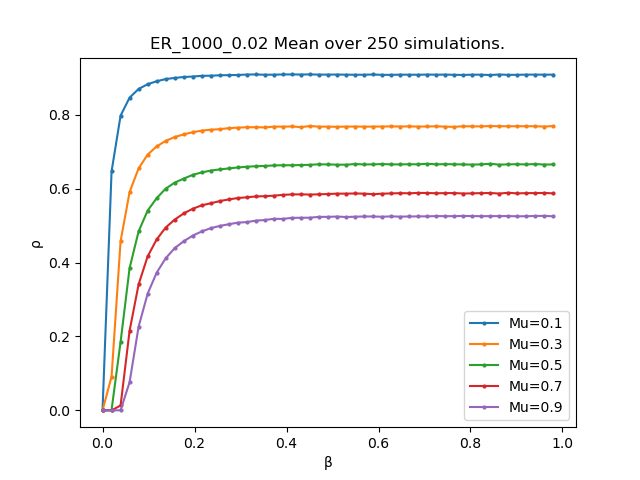 ER_1000_0.02 Mean over 250 simulations.
ρ
0.8
0.6
0.4
0.2
0.0
0.0 0.2 0.4 0.6 0.8 1.0
β
Mu=0.1
Mu=0.3
Mu=0.5
Mu=0.7
Mu=0.9